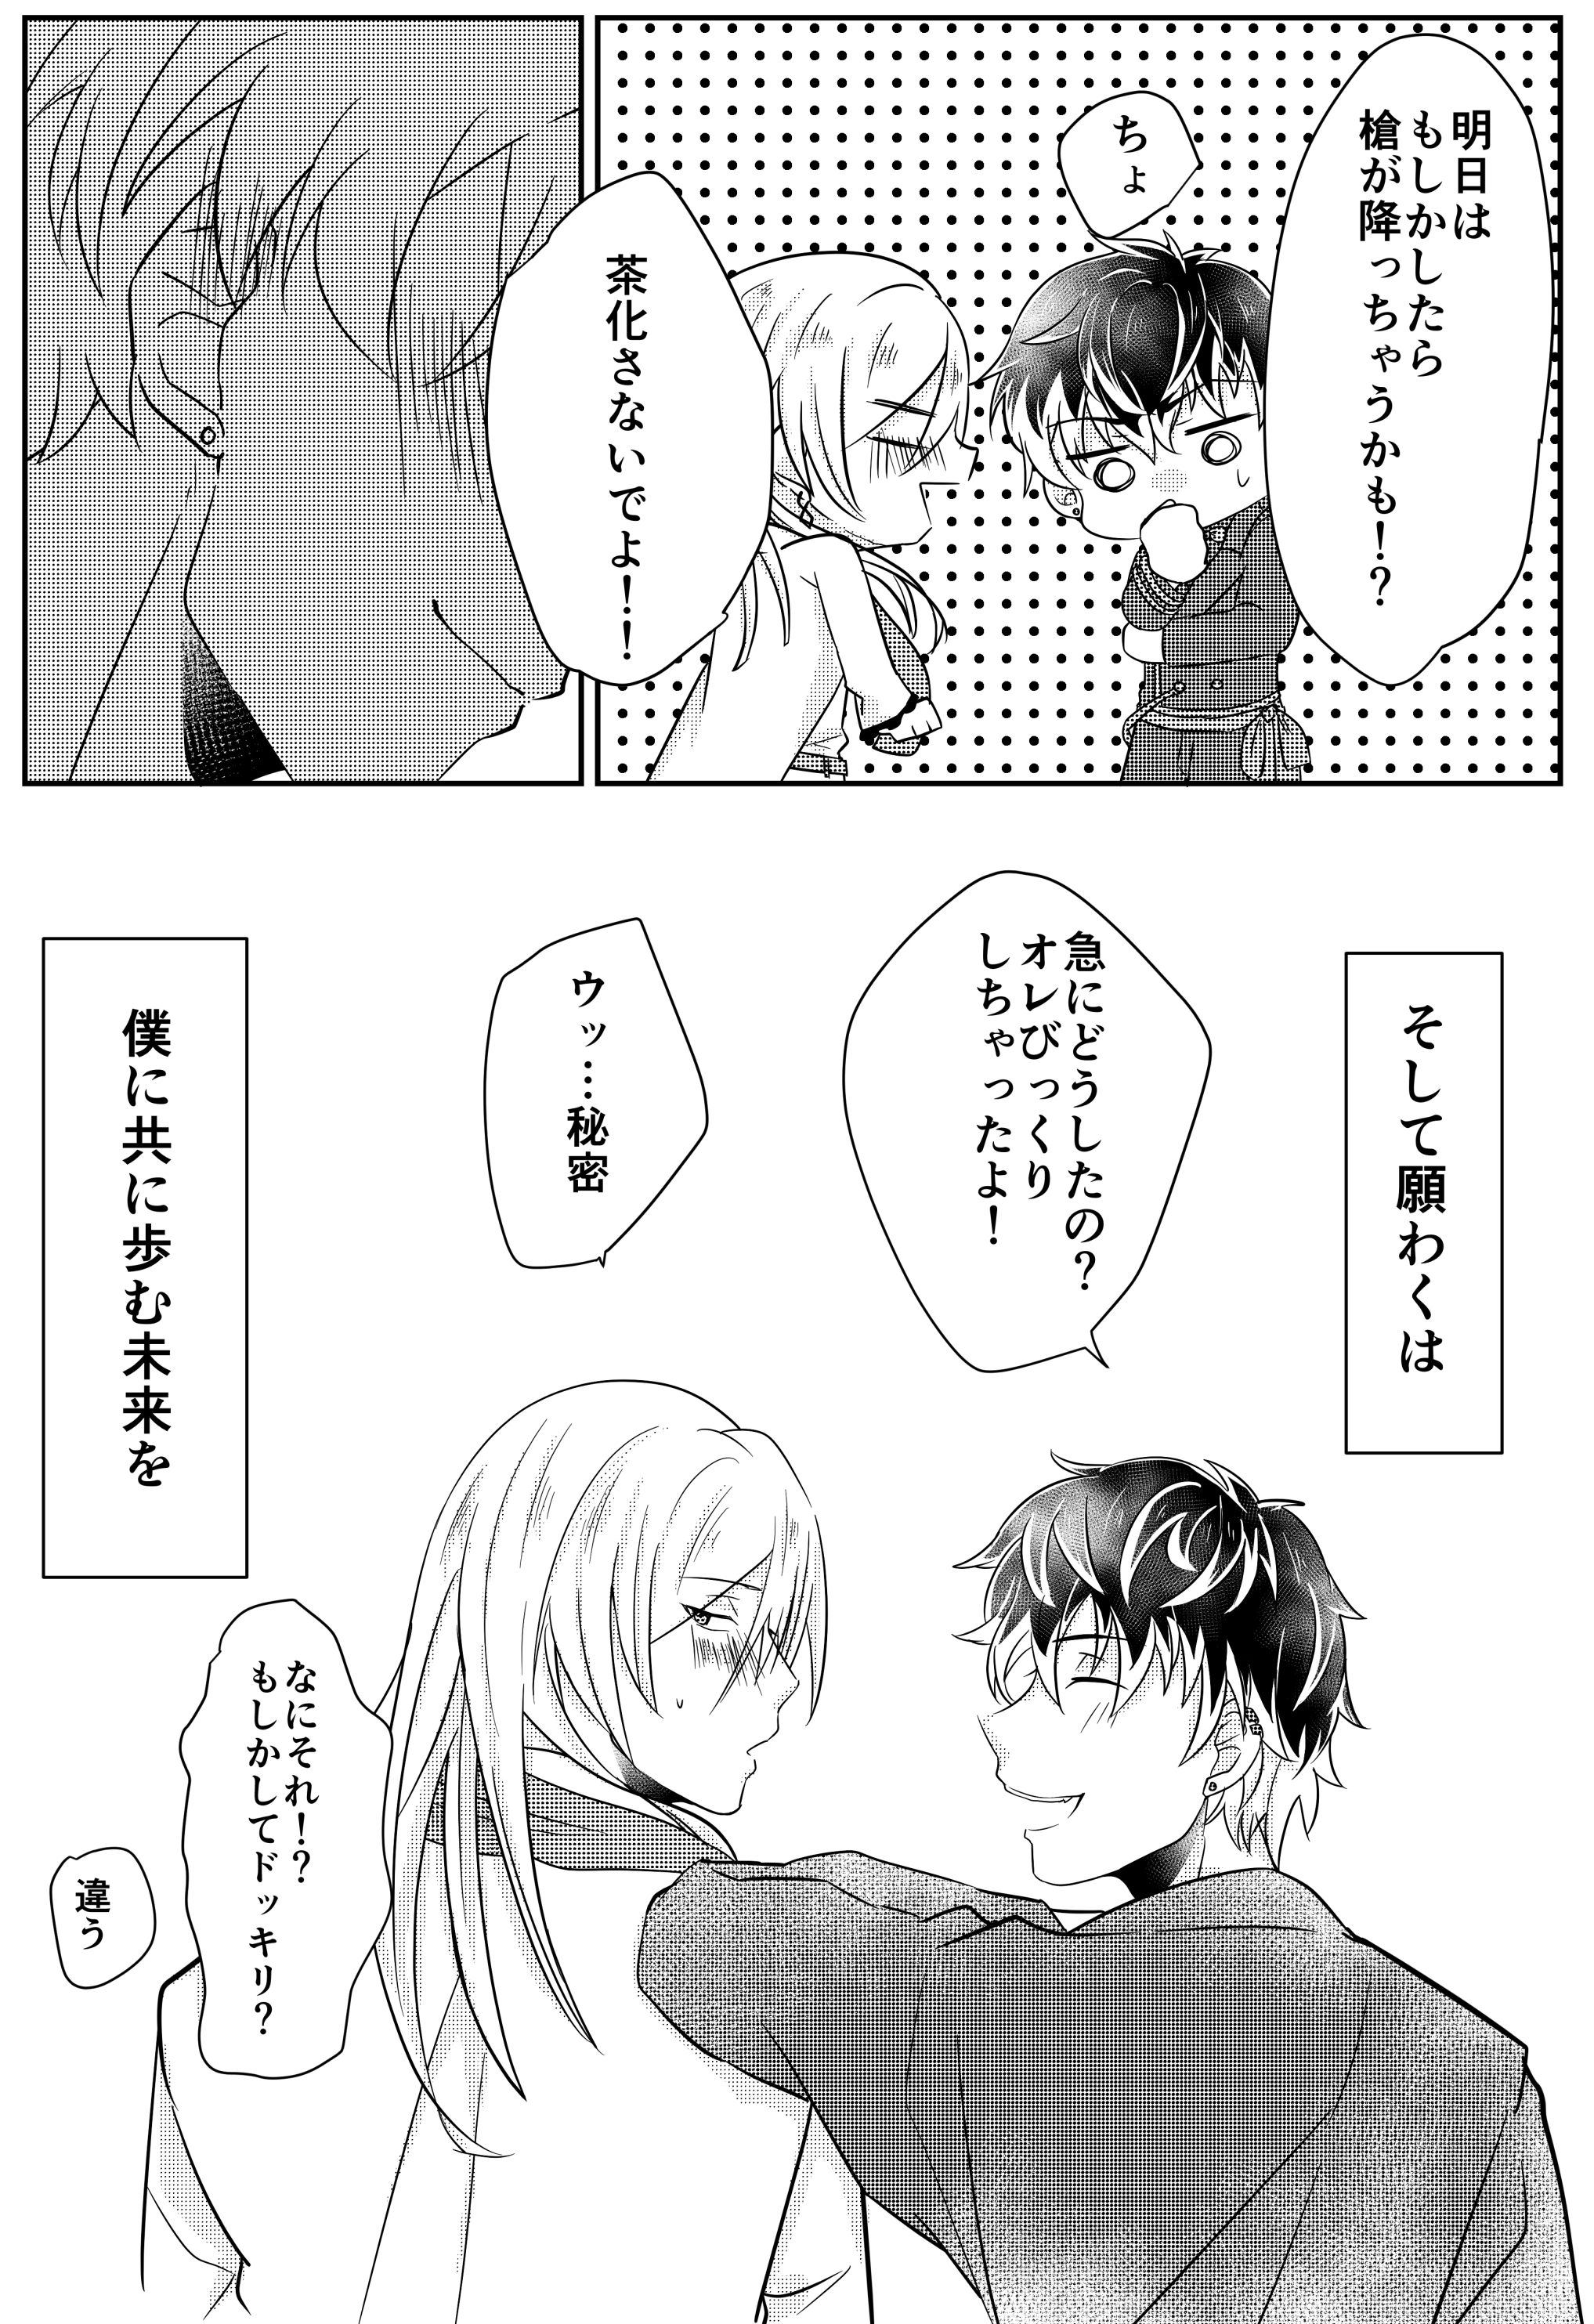 明日は
もしかしたら
槍が降っちゃうかも！？
ちょ
茶化さないでよ！！
そして願わくは
急にどうしたの？
オレびっくり
しちゃったよ！
ウッ…秘密
僕に共に歩む未来を
なにそれ！？
もしかしてドッキリ？
違う